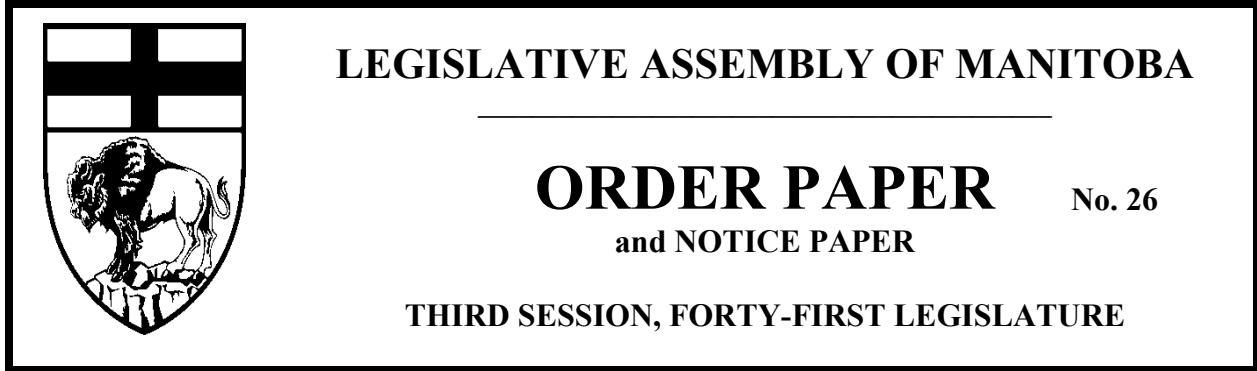 LEGISLATIVE ASSEMBLY OF MANITOBA
ORDER PAPER No. 26
and NOTICE PAPER
THIRD SESSION, FORTY-FIRST LEGISLATURE